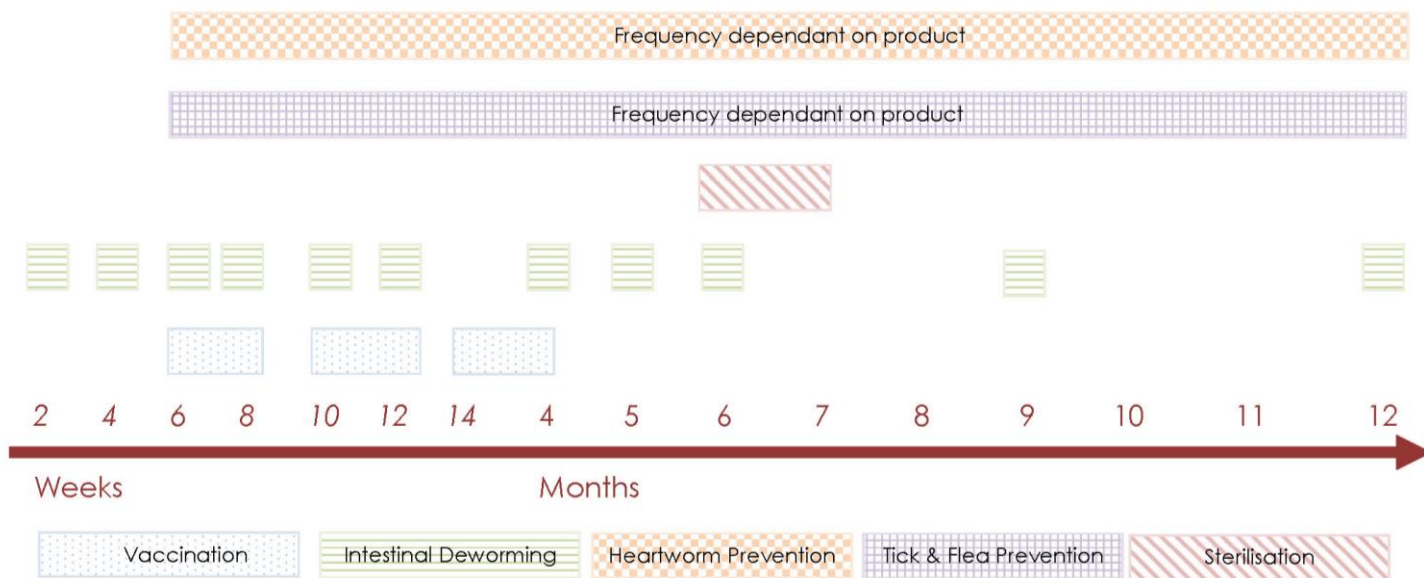 Frequency dependant on product
Frequency dependant on product
2 4 6 8 10 12 14 4 5 6 7 8 9 10 11 12
Weeks Months
Vaccination Intestinal Deworming Heartworm Prevention Tick & Flea Prevention Sterilisation